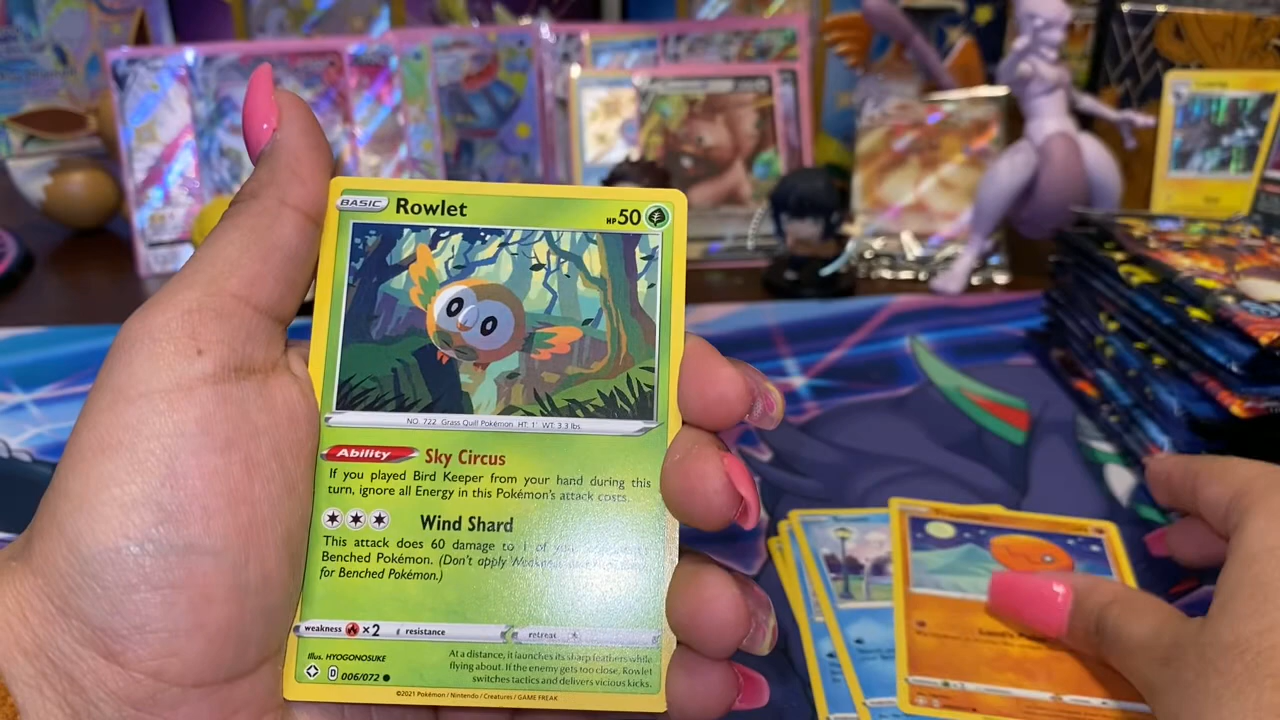 BASIC Rowlet HP 50
NO. 722 Grass Quill Pokémon HT: 1' WT: 3.3 lbs.
Ability Sky Circus
If you played Bird Keeper from your hand during this
turn, ignore all Energy in this Pokémon's attack costs.
Wind Shard
This attack does 60 damage to 1 of
Benched Pokémon. (Don't apply Weakness
for Benched Pokémon.)
weakness ×2 resistance retreat
Illus. HYOGONOSUKE
At a distance, it launches its sharp feathers while
flying about. If the enemy gets too close, Rowlet
switches tactics and delivers vicious kicks.
D 006/072
©2021 Pokémon / Nintendo / Creatures / GAME FREAK